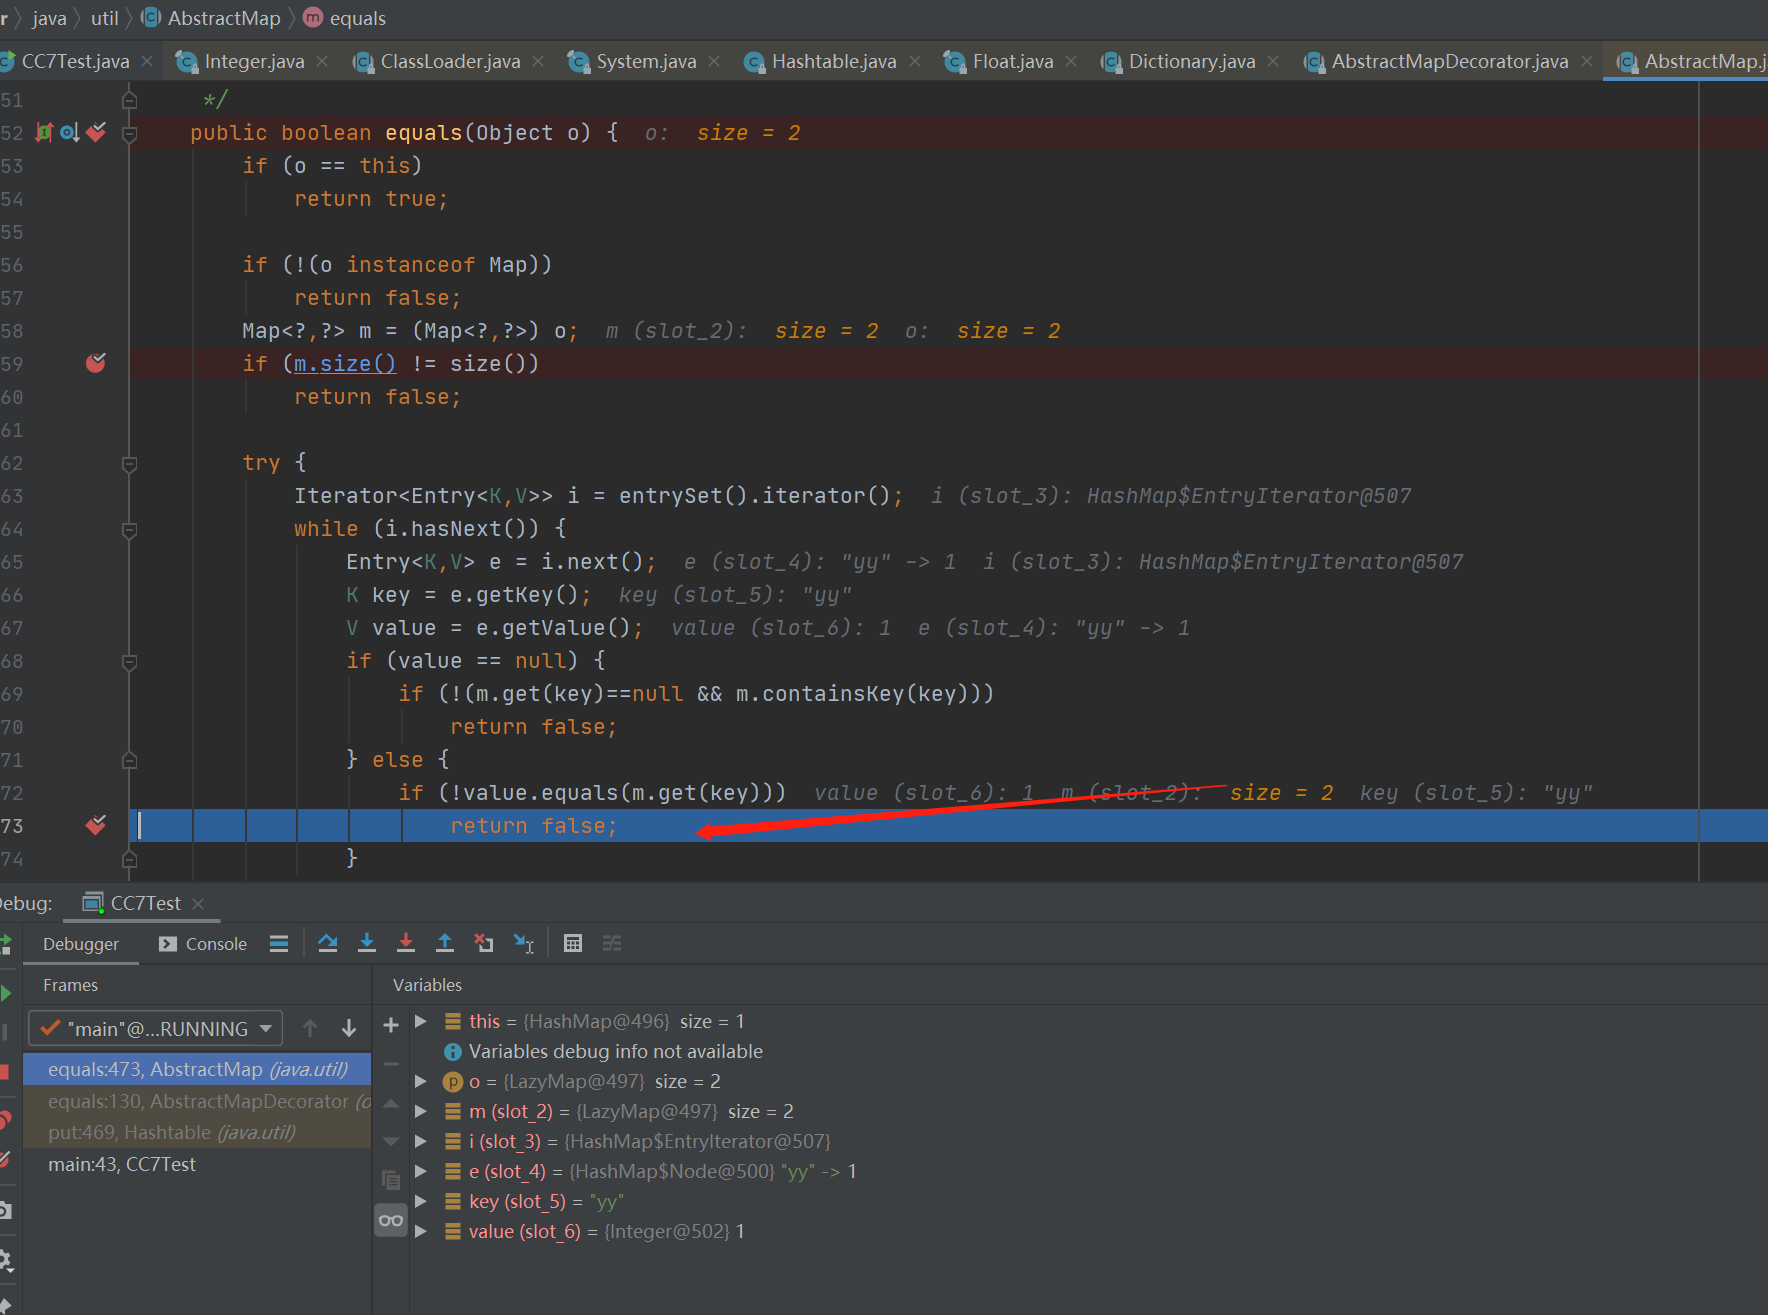 r java util AbstractMap equals
CC7Test.java Integer.java ClassLoader.java System.java Hashtable.java Float.java Dictionary.java AbstractMapDecorator.java AbstractMap.j
51 */
52 public boolean equals(Object o) { o: size = 2
53 if (o == this)
54 return true;
55
56 if (!(o instanceof Map))
57 return false;
58 Map<?,?> m = (Map<?,?>) o; m (slot_2): size = 2 o: size = 2
59 if (m.size() != size())
60 return false;
61
62 try {
63 Iterator<Entry<K,V>> i = entrySet().iterator(); i (slot_3): HashMap$EntryIterator@507
64 while (i.hasNext()) {
65 Entry<K,V> e = i.next(); e (slot_4): "yy" -> 1 i (slot_3): HashMap$EntryIterator@507
66 K key = e.getKey(); key (slot_5): "yy"
67 V value = e.getValue(); value (slot_6): 1 e (slot_4): "yy" -> 1
68 if (value == null) {
69 if (!(m.get(key)==null && m.containsKey(key)))
70 return false;
71 } else {
72 if (!value.equals(m.get(key))) value (slot_6): 1 m (slot_2): size = 2 key (slot_5): "yy"
73 return false;
74 }
ebug: CC7Test
Debugger Console
Frames Variables
"main"@...RUNNING
equals:473, AbstractMap (java.util)
equals:130, AbstractMapDecorator (o
put:469, Hashtable (java.util)
main:43, CC7Test
this = {HashMap@496} size = 1
Variables debug info not available
o = {LazyMap@497} size = 2
m (slot_2) = {LazyMap@497} size = 2
i (slot_3) = {HashMap$EntryIterator@507}
e (slot_4) = {HashMap$Node@500} "yy" -> 1
key (slot_5) = "yy"
value (slot_6) = {Integer@502} 1